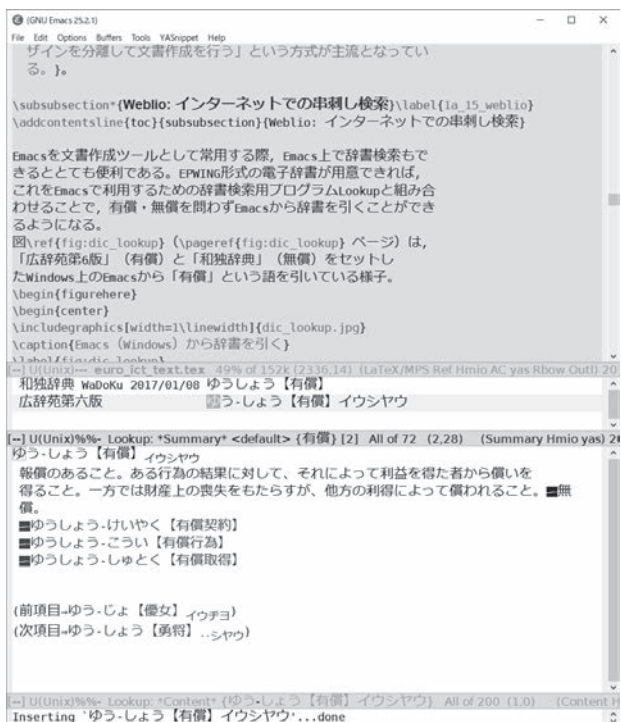 (GNU Emacs 25.2.1)
File Edit Options Buffers Tools YASnippet Help
ザインを分離して文書作成を行う」という方式が主流となってい
る。}。
\subsubsection*{Weblio: インターネットでの串刺し検索}\label{1a_15_weblio}
\addcontentsline{toc}{subsubsection}{Weblio: インターネットでの串刺し検索}
Emacsを文書作成ツールとして常用する際，Emacs上で辞書検索もで
きるととても便利である。EPWING形式の電子辞書が用意できれば，
これをEmacsで利用するための辞書検索用プログラムLookupと組み合
わせることで，有償・無償を問わずEmacsから辞書を引くことができ
るようになる。
図\ref{fig:dic_lookup}（\pageref{fig:dic_lookup} ページ）は，
「広辞苑第6版」（有償）と「和独辞典」（無償）をセットし
たWindows上のEmacsから「有償」という語を引いている様子。
\begin{figurehere}
\begin{center}
\includegraphics[width=1\linewidth]{dic_lookup.jpg}
\caption{Emacs（Windows）から辞書を引く}
\label{fig:dic_lookup}
[--] U(Unix)--- euro_ict_text.tex 49% of 152k (2336,14) (LaTeX/MPS Ref Hmio AC yas Rbow Outl) 20
和独辞典 WaDoKu 2017/01/08 ゆうしょう【有償】
広辞苑第六版 う‐しょう【有償】イウシヤウ
[--] U(Unix)%%- Lookup: *Summary* <default> {有償} [2] All of 72 (2,28) (Summary Hmio yas) 2
ゆう‐しょう【有償】イウシヤウ
報償のあること。ある行為の結果に対して、それによって利益を得た者から償いを
得ること。一方では財産上の喪失をもたらすが、他方の利得によって償われること。無
償。
ゆうしょう‐けいやく【有償契約】
ゆうしょう‐こうい【有償行為】
ゆうしょう‐しゅとく【有償取得】
(前項目→ゆう‐じょ【優女】イウヂヨ)
(次項目→ゆう‐しょう【勇将】‥シヤウ)
[--] U(Unix)%%- Lookup: *Content* {ゆう‐しょう【有償】イウシヤウ} All of 200 (1,0) (Content H
Inserting `ゆう‐しょう【有償】イウシヤウ'...done